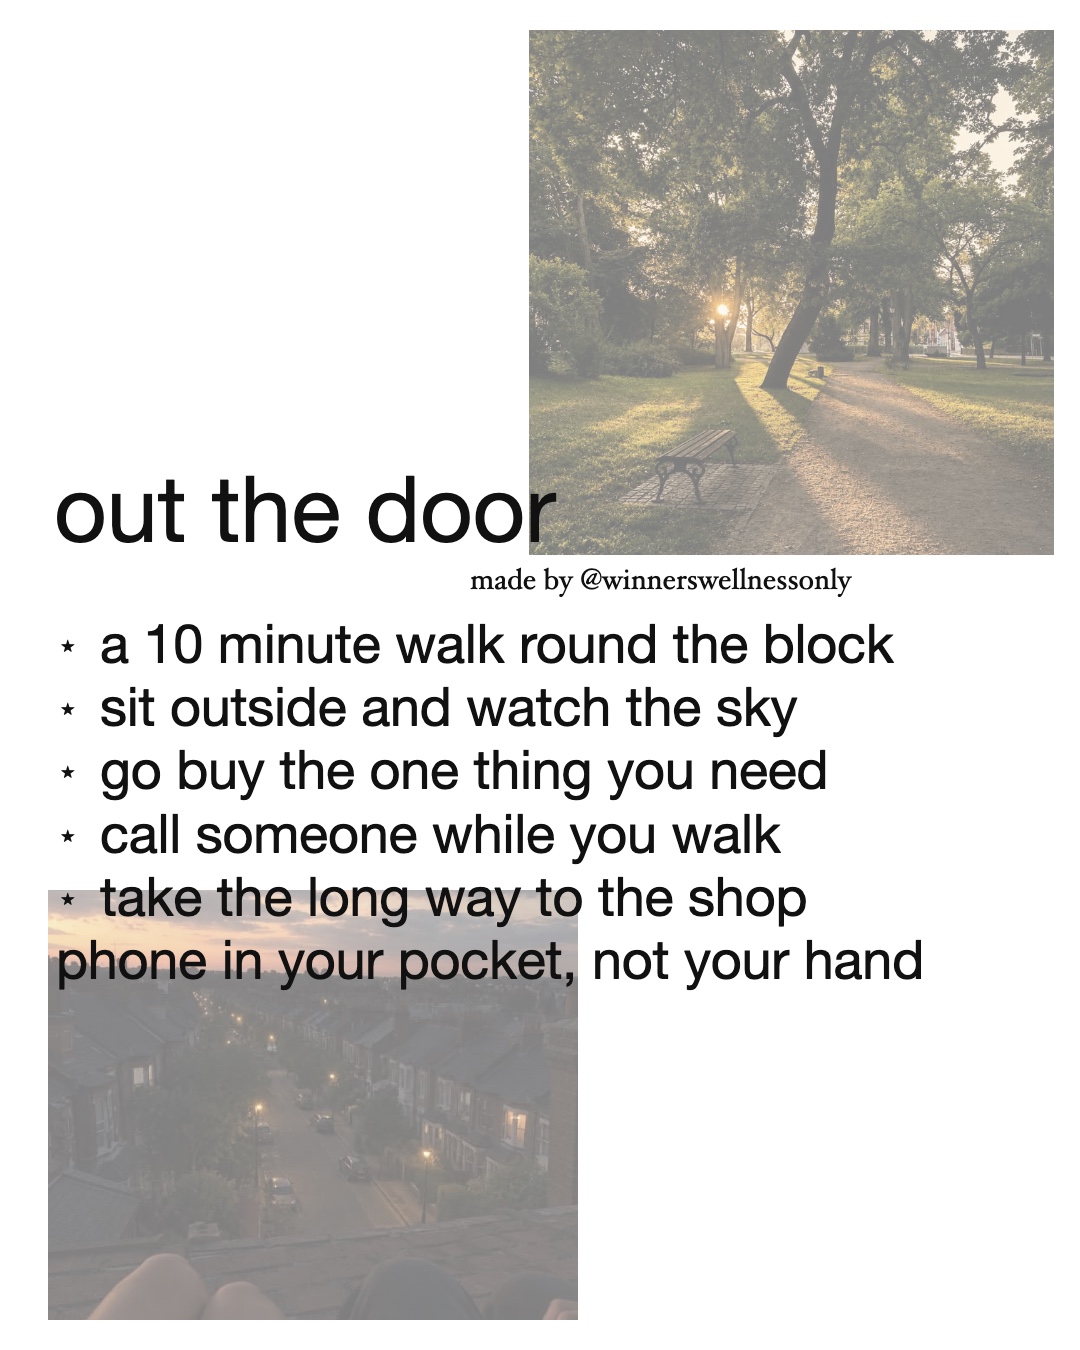 out the door
made by @winnerswellnessonly
⋆ a 10 minute walk round the block
⋆ sit outside and watch the sky
⋆ go buy the one thing you need
⋆ call someone while you walk
⋆ take the long way to the shop
phone in your pocket, not your hand